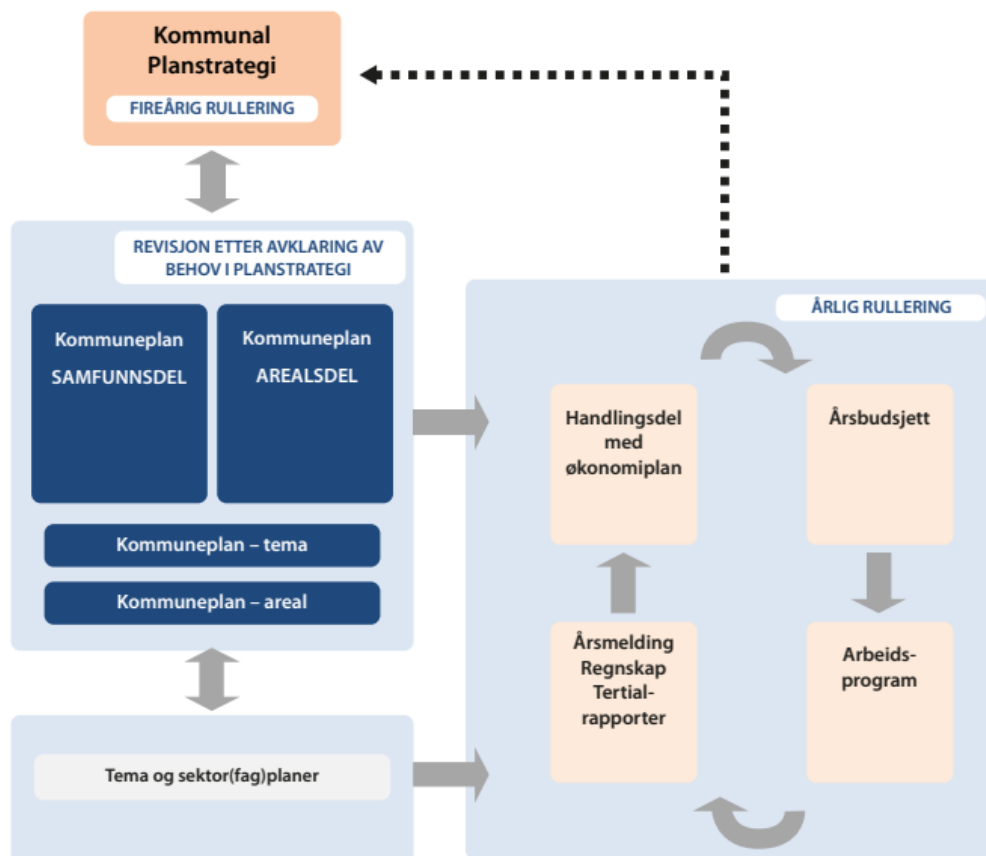 Kommunal
Planstrategi
FIREÅRIG RULLERING
REVISJON ETTER AVKLARING AV
BEHOV I PLANSTRATEGI
Kommuneplan
SAMFUNNSDEL
Kommuneplan
AREALSDEL
Kommuneplan – tema
Kommuneplan – areal
Tema og sektor(fag)planer
ÅRLIG RULLERING
Handlingsdel
med
økonomiplan
Årsbudsjett
Årsmelding
Regnskap
Tertial-
rapporter
Arbeids-
program